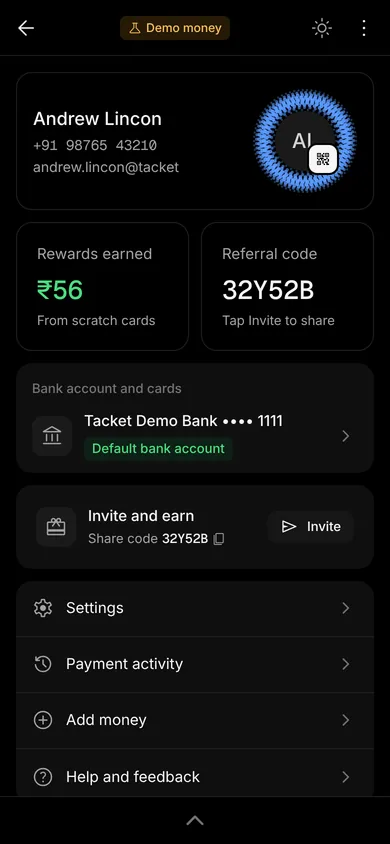 Demo money
Andrew Lincon
+91 98765 43210
andrew.lincon@tacket
AL
Rewards earned
₹56
From scratch cards
Referral code
32Y52B
Tap Invite to share
Bank account and cards
Tacket Demo Bank •••• 1111
Default bank account
Invite and earn
Share code 32Y52B
Invite
Settings
Payment activity
Add money
Help and feedback